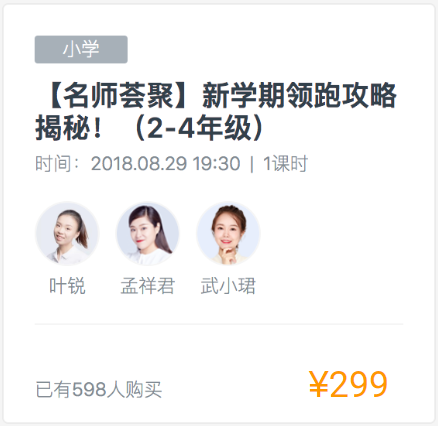 小学
【名师荟聚】新学期领跑攻略
揭秘！（2-4年级）
时间：2018.08.29 19:30 | 1课时
叶锐 孟祥君 武小珺
已有598人购买 ¥299